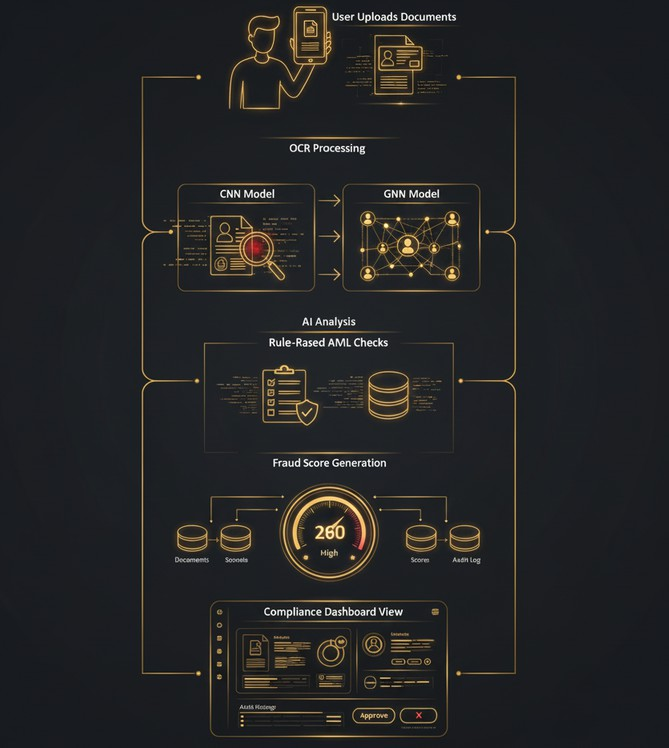 User Uploads Documents
OCR Processing
CNN Model
GNN Model
AI Analysis
Rule-Rased AML Checks
Fraud Score Generation
260
High
Documents
Scores
Audit Log
Compliance Dashboard View
Approve
X